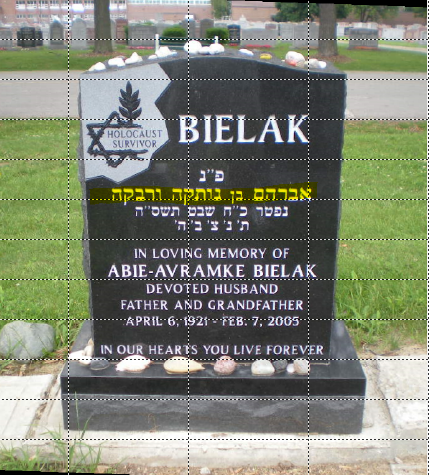 HOLOCAUST
SURVIVOR
BIELAK
פ"נ
אברהם בן ורבקה
נפטר כ"ח שבט תשס"ה
ת' נ' צ' ב' ה'
IN LOVING MEMORY OF
ABIE-AVRAMKE BIELAK
DEVOTED HUSBAND
FATHER AND GRANDFATHER
APRIL 6, 1921 - FEB. 7, 2005
IN OUR HEARTS YOU LIVE FOREVER